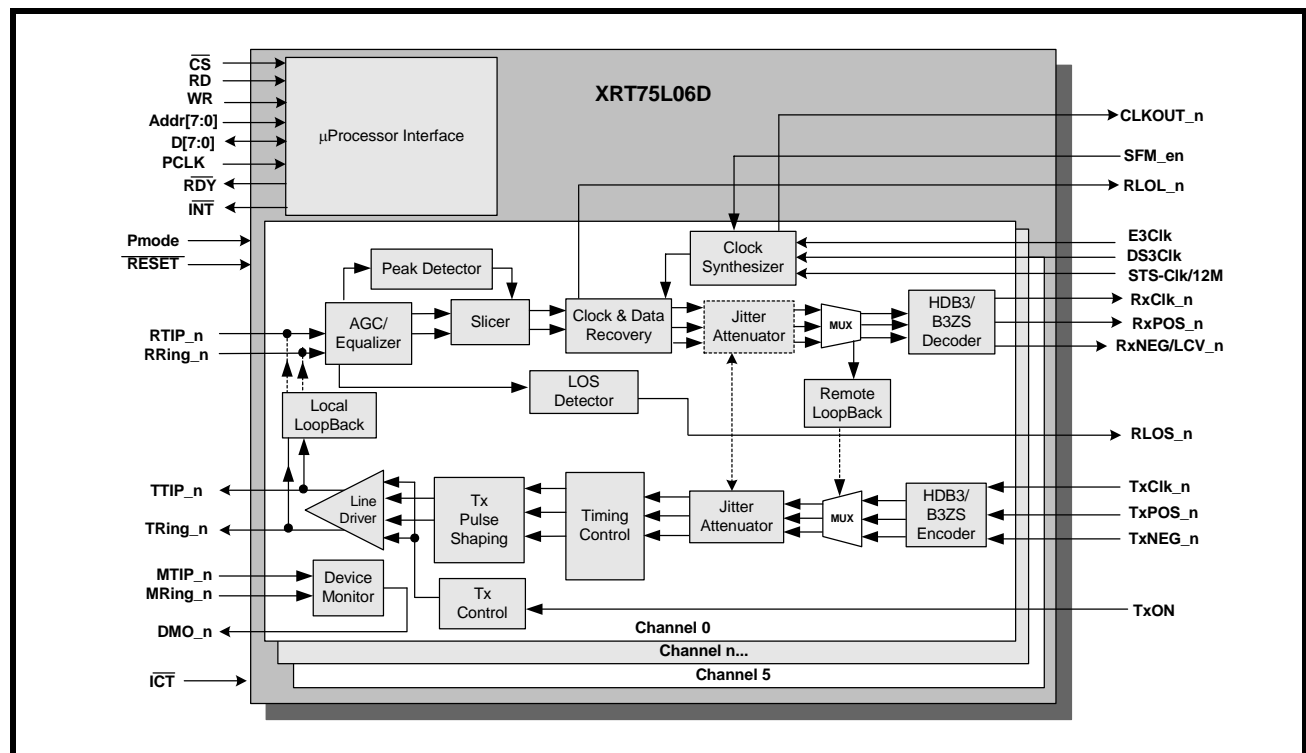 XRT75L06D
CS
RD
WR
Addr[7:0]
D[7:0]
PCLK
RDY
INT
µProcessor Interface
Pmode
RESET
CLKOUT_n
SFM_en
RLOL_n
E3Clk
DS3Clk
STS-Clk/12M
Clock
Synthesizer
Peak Detector
RTIP_n
RRing_n
AGC/
Equalizer
Slicer
Clock & Data
Recovery
Jitter
Attenuator
MUX
HDB3/
B3ZS
Decoder
RxClk_n
RxPOS_n
RxNEG/LCV_n
LOS
Detector
Remote
LoopBack
Local
LoopBack
RLOS_n
TTIP_n
TRing_n
Line
Driver
Tx
Pulse
Shaping
Timing
Control
Jitter
Attenuator
MUX
HDB3/
B3ZS
Encoder
TxClk_n
TxPOS_n
TxNEG_n
MTIP_n
MRing_n
Device
Monitor
Tx
Control
TxON
DMO_n
Channel 0
Channel n...
Channel 5
ICT